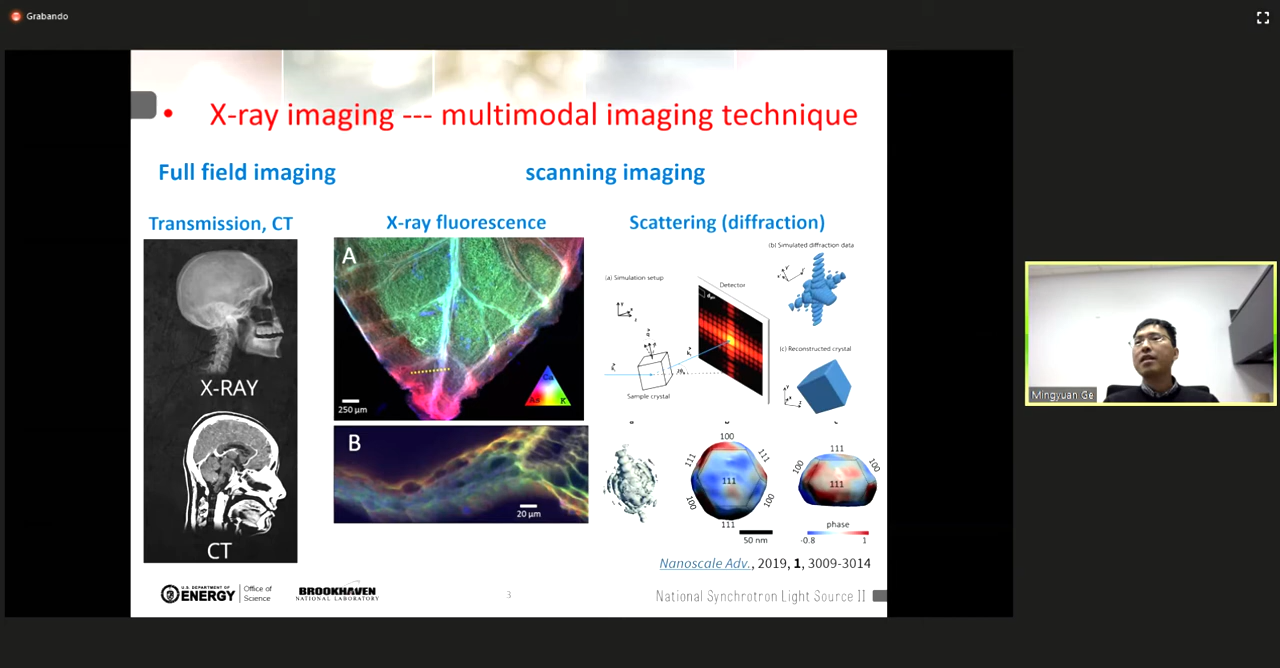 Grabando
• X-ray imaging --- multimodal imaging technique
Full field imaging
scanning imaging
Transmission, CT
X-ray fluorescence
Scattering (diffraction)
X-RAY
CT
A
250 µm
K
B
20 µm
(a) Simulation setup
Sample crystal
Detector
(b) Simulated diffraction data
(c) Reconstructed crystal
100
111
111
111
100
100
111
50 nm
111
100
100
111
phase
-0.8
1
Nanoscale Adv., 2019, 1, 3009-3014
U.S. DEPARTMENT OF
ENERGY
Office of
Science
BROOKHAVEN
NATIONAL LABORATORY
3
National Synchrotron Light Source II
Mingyuan Ge